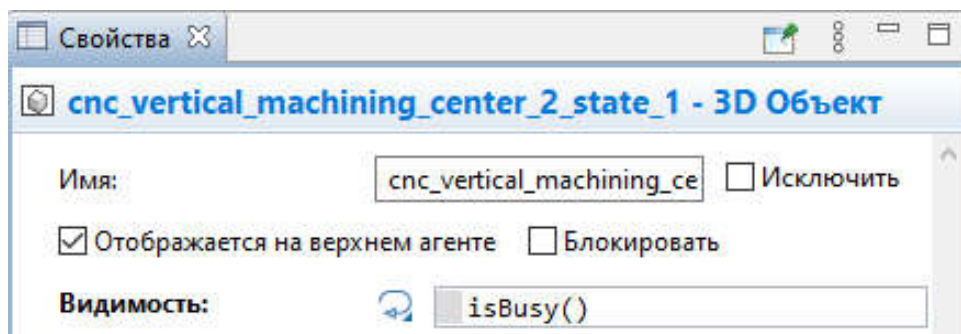 Свойства
cnc_vertical_machining_center_2_state_1 - 3D Объект
Имя: cnc_vertical_machining_ce Исключить
Отображается на верхнем агенте Блокировать
Видимость: isBusy()